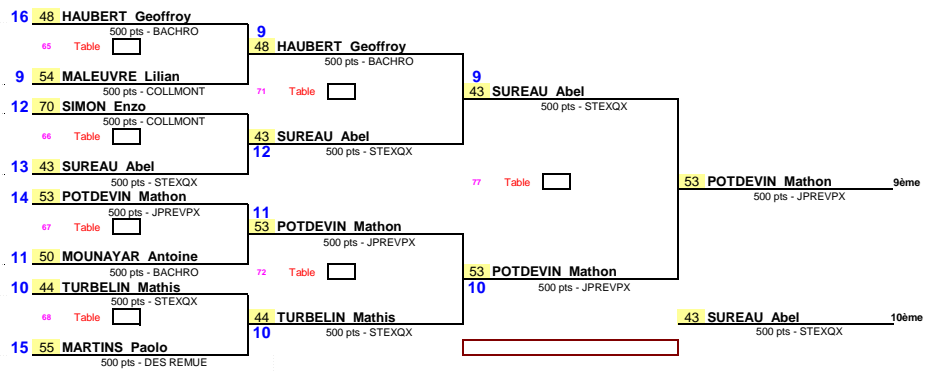 16 48 HAUBERT Geoffroy
500 pts - BACHRO
65 Table
9 54 MALEUVRE Lilian
500 pts - COLLMONT
12 70 SIMON Enzo
500 pts - COLLMONT
66 Table
13 43 SUREAU Abel
500 pts - STEXQX
14 53 POTDEVIN Mathon
500 pts - JPREVPX
67 Table
11 50 MOUNAYAR Antoine
500 pts - BACHRO
10 44 TURBELIN Mathis
500 pts - STEXQX
68 Table
15 55 MARTINS Paolo
500 pts - DES REMUE
9
48 HAUBERT Geoffroy
500 pts - BACHRO
71 Table
43 SUREAU Abel
12
500 pts - STEXQX
11
53 POTDEVIN Mathon
500 pts - JPREVPX
72 Table
44 TURBELIN Mathis
10
500 pts - STEXQX
9
43 SUREAU Abel
500 pts - STEXQX
77 Table
53 POTDEVIN Mathon
10
500 pts - JPREVPX
53 POTDEVIN Mathon 9ème
500 pts - JPREVPX
43 SUREAU Abel 10ème
500 pts - STEXQX